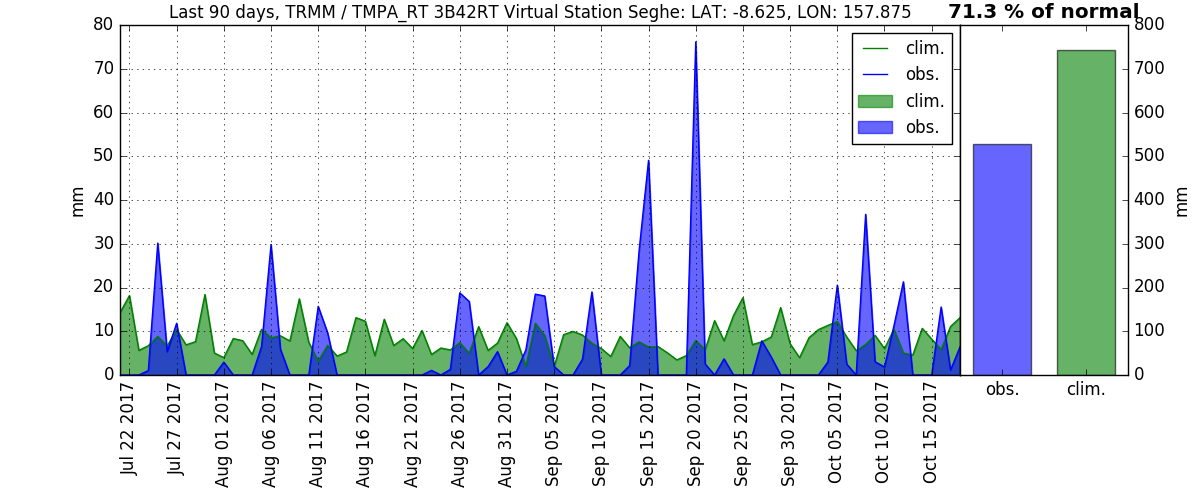 Last 90 days, TRMM / TMPA_RT 3B42RT Virtual Station Seghe: LAT: -8.625, LON: 157.875
71.3 % of normal
80
70
60
50
40
30
20
10
0
mm
clim.
obs.
clim.
obs.
800
700
600
500
400
300
200
100
0
mm
Jul 22 2017
Jul 27 2017
Aug 01 2017
Aug 06 2017
Aug 11 2017
Aug 16 2017
Aug 21 2017
Aug 26 2017
Aug 31 2017
Sep 05 2017
Sep 10 2017
Sep 15 2017
Sep 20 2017
Sep 25 2017
Sep 30 2017
Oct 05 2017
Oct 10 2017
Oct 15 2017
obs.
clim.